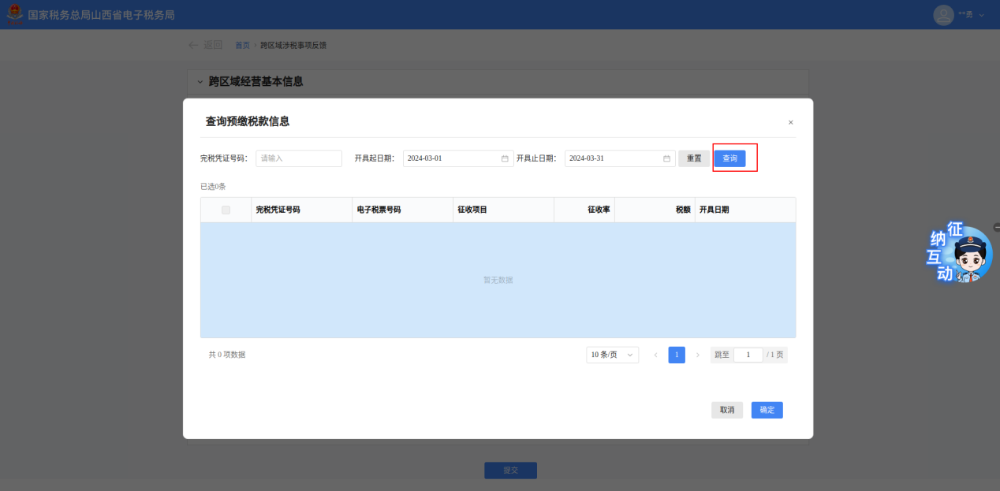 国家税务总局山西省电子税务局
**勇
返回 首页 跨区域涉税事项反馈
跨区域经营基本信息
查询预缴税款信息
×
完税凭证号码： 请输入 开具起日期： 2024-03-01 开具止日期： 2024-03-31 重置 查询
已选0条
完税凭证号码 电子税票号码 征收项目 征收率 税额 开具日期
暂无数据
共 0 项数据 10 条/页 1 跳至 1 / 1 页
取消 确定
提交
征
纳
互
动